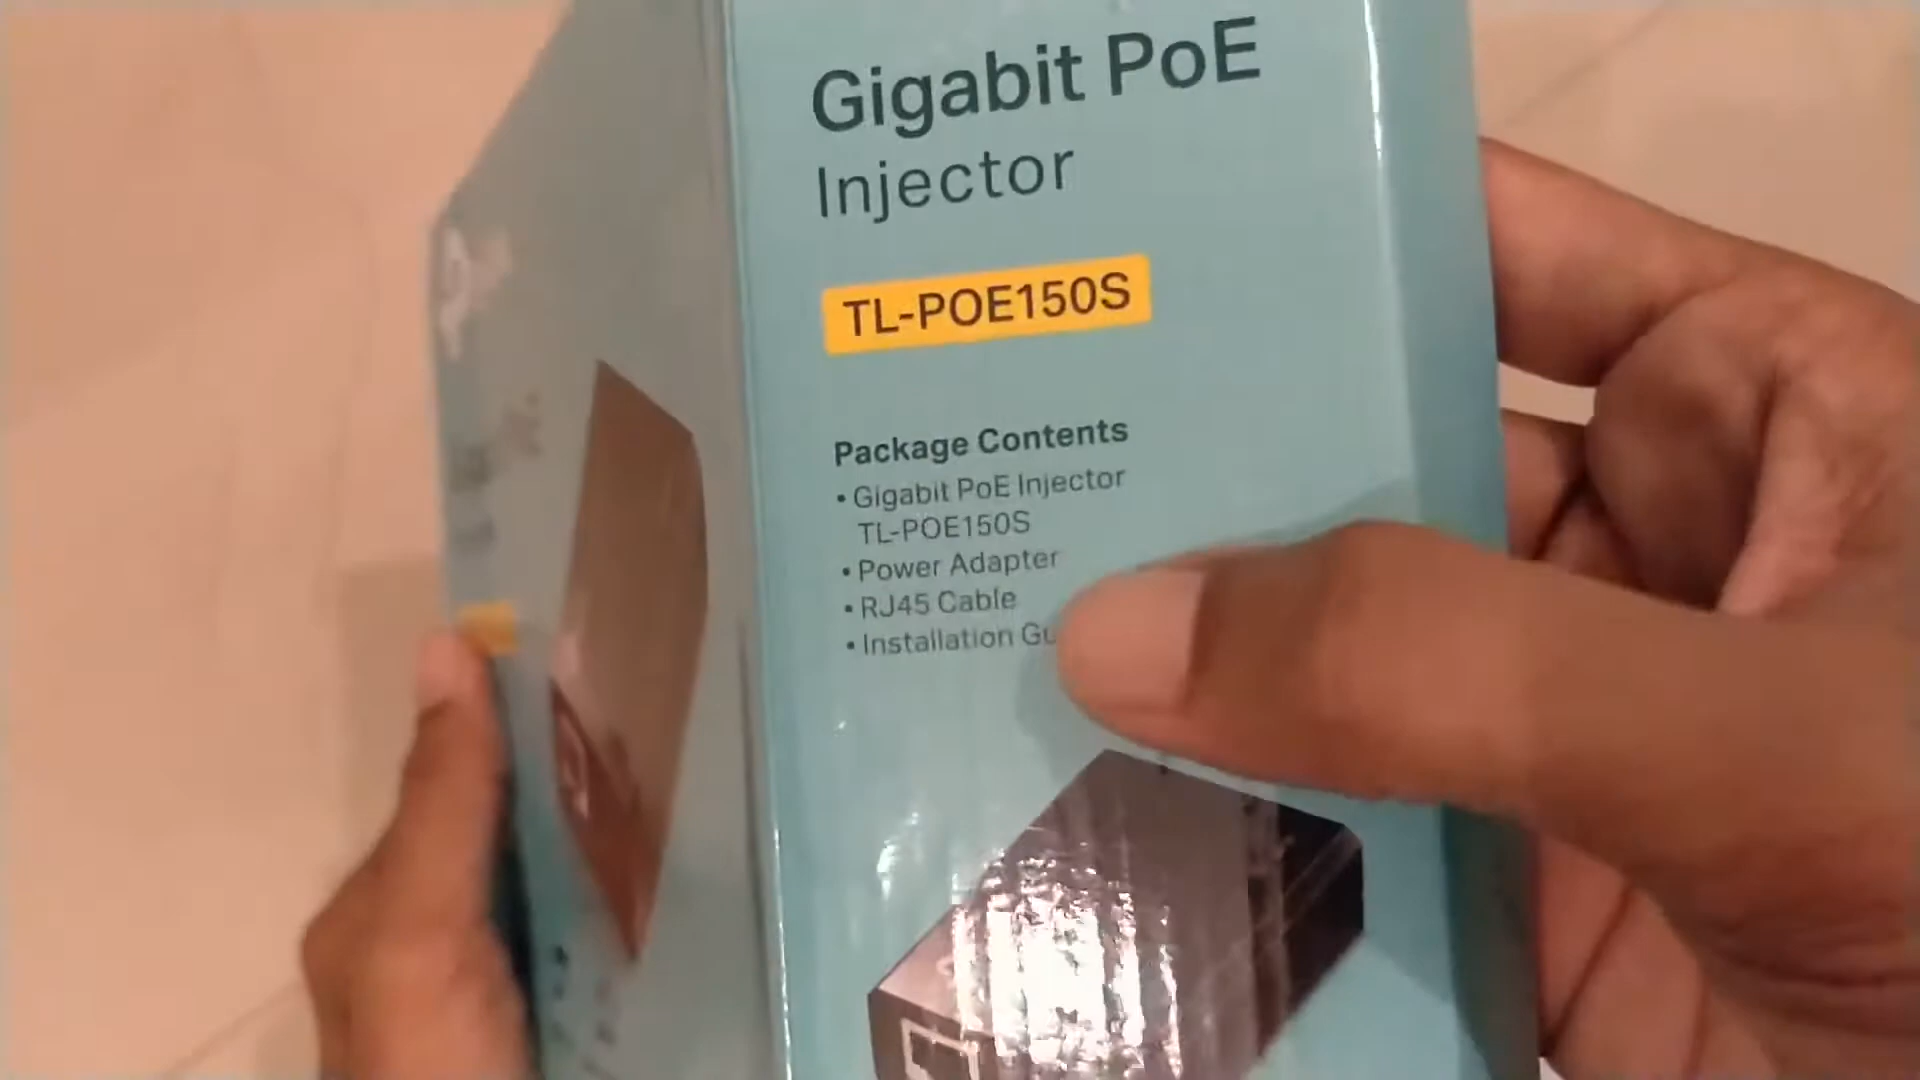 Gigabit PoE
Injector
TL-POE150S
Package Contents
• Gigabit PoE Injector
TL-POE150S
• Power Adapter
• RJ45 Cable
• Installation